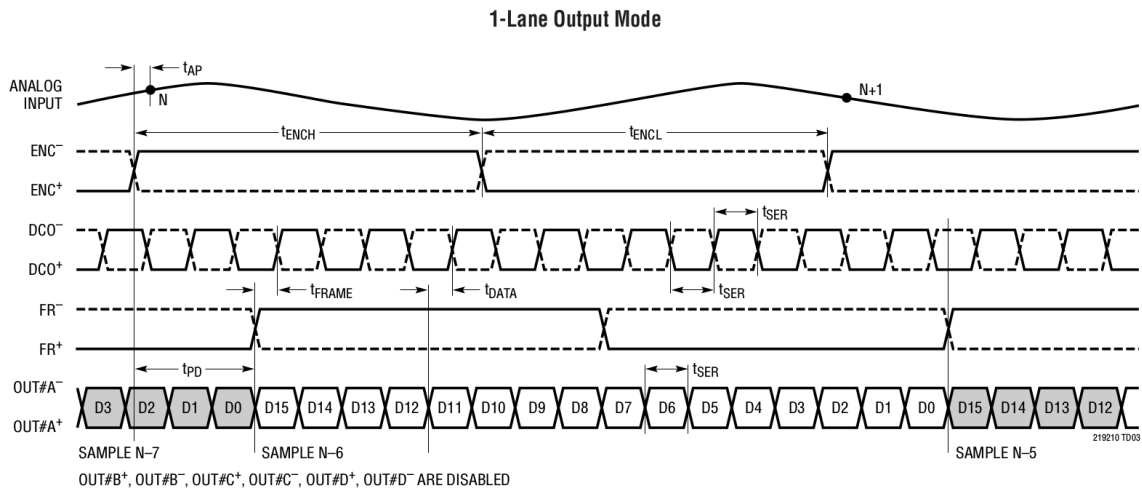 1-Lane Output Mode
tAP
ANALOG
INPUT
N
N+1
tENCH
tENCL
ENC–
ENC+
DCO–
DCO+
tSER
tSER
tFRAME
tDATA
FR–
FR+
tPD
tSER
OUT#A–
OUT#A+
D3 D2 D1 D0 D15 D14 D13 D12 D11 D10 D9 D8 D7 D6 D5 D4 D3 D2 D1 D0 D15 D14 D13 D12
219210 TD03
SAMPLE N–7
SAMPLE N–6
SAMPLE N–5
OUT#B+, OUT#B–, OUT#C+, OUT#C–, OUT#D+, OUT#D– ARE DISABLED